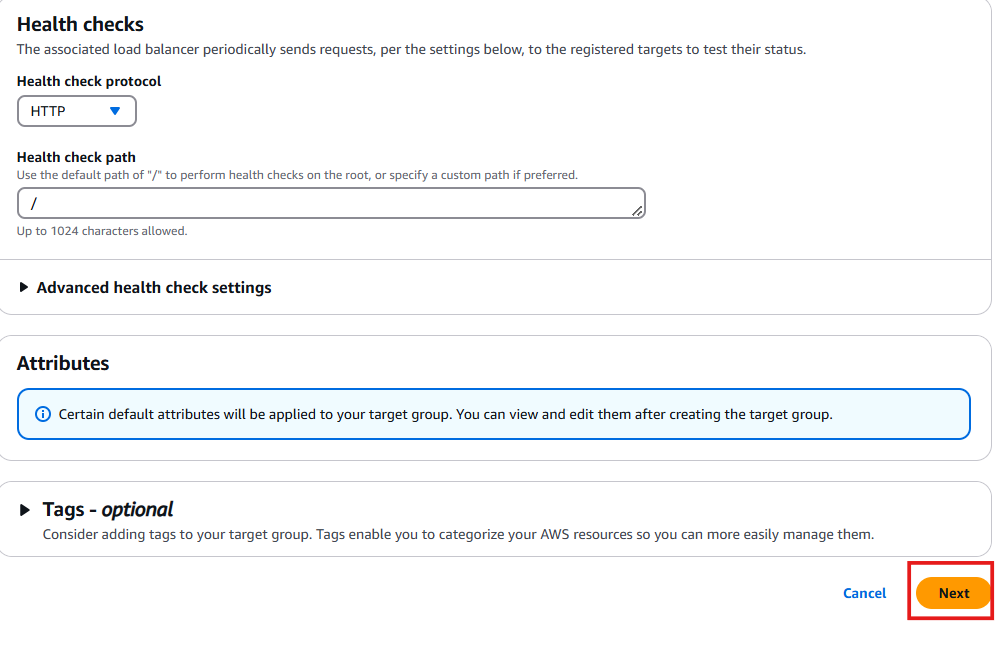 Health checks
The associated load balancer periodically sends requests, per the settings below, to the registered targets to test their status.
Health check protocol
HTTP
Health check path
Use the default path of "/" to perform health checks on the root, or specify a custom path if preferred.
/
Up to 1024 characters allowed.
Advanced health check settings
Attributes
Certain default attributes will be applied to your target group. You can view and edit them after creating the target group.
Tags - optional
Consider adding tags to your target group. Tags enable you to categorize your AWS resources so you can more easily manage them.
Cancel
Next